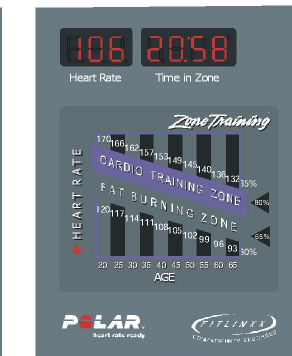 106 20:58
Heart Rate Time in Zone
Zone Training
170 166 162 157 153 149 145 140 136 132 85%
CARDIO TRAINING ZONE
80%
FAT BURNING ZONE
65%
120 117 114 111 108 105 102 99 96 93 60%
HEART RATE
20 25 30 35 40 45 50 55 60 65
AGE
POLAR
heart rate ready
FITLINXX